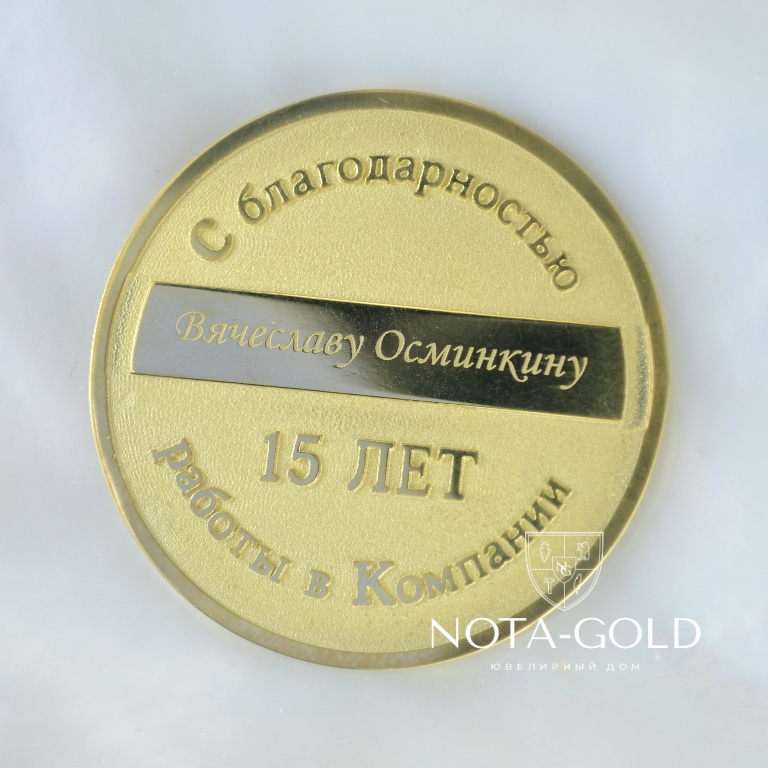 С благодарностью
Вячеславу Осминкину
15 ЛЕТ
работы в Компании
NOTA-GOLD
ЮВЕЛИРНЫЙ ДОМ